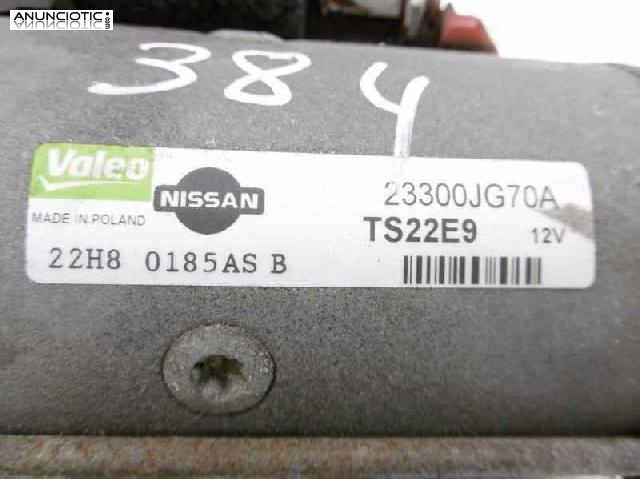 ANUNCIOTIC
384
Valeo
NISSAN
23300JG70A
MADE IN POLAND
TS22E9 12V
22H8 0185AS B